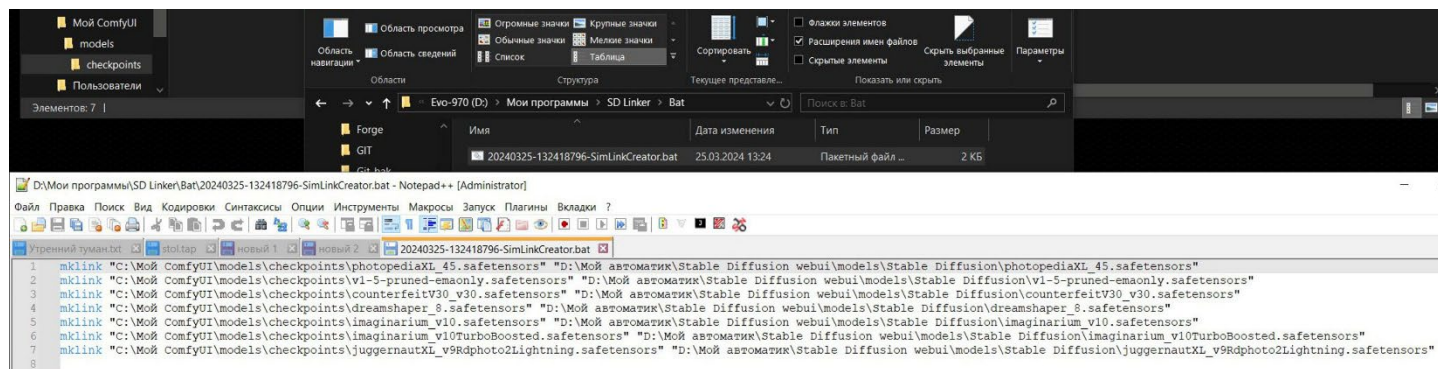 Мой ComfyUI
models
checkpoints
Пользователи
Элементов: 7
Область навигации
Область просмотра
Область сведений
Области
Огромные значки Крупные значки
Обычные значки Мелкие значки
Список Таблица
Структура
Сортировать
Текущее представле...
Флажки элементов
Расширения имен файлов
Скрытые элементы
Скрыть выбранные элементы
Показать или скрыть
Параметры
Evo-970 (D:) › Мои программы › SD Linker › Bat
Поиск в: Bat
Forge
GIT
Git-bak
Имя Дата изменения Тип Размер
20240325-132418796-SimLinkCreator.bat 25.03.2024 13:24 Пакетный файл ... 2 КБ
D:\Мои программы\SD Linker\Bat\20240325-132418796-SimLinkCreator.bat - Notepad++ [Administrator]
Файл Правка Поиск Вид Кодировки Синтаксисы Опции Инструменты Макросы Запуск Плагины Вкладки ?
Утренний туман.txt stol.tap новый 1 новый 2 20240325-132418796-SimLinkCreator.bat
1 mklink "C:\Мой ComfyUI\models\checkpoints\photopediaXL_45.safetensors" "D:\Мой автоматик\Stable Diffusion webui\models\Stable Diffusion\photopediaXL_45.safetensors"
2 mklink "C:\Мой ComfyUI\models\checkpoints\v1-5-pruned-emaonly.safetensors" "D:\Мой автоматик\Stable Diffusion webui\models\Stable Diffusion\v1-5-pruned-emaonly.safetensors"
3 mklink "C:\Мой ComfyUI\models\checkpoints\counterfeitV30_v30.safetensors" "D:\Мой автоматик\Stable Diffusion webui\models\Stable Diffusion\counterfeitV30_v30.safetensors"
4 mklink "C:\Мой ComfyUI\models\checkpoints\dreamshaper_8.safetensors" "D:\Мой автоматик\Stable Diffusion webui\models\Stable Diffusion\dreamshaper_8.safetensors"
5 mklink "C:\Мой ComfyUI\models\checkpoints\imaginarium_v10.safetensors" "D:\Мой автоматик\Stable Diffusion webui\models\Stable Diffusion\imaginarium_v10.safetensors"
6 mklink "C:\Мой ComfyUI\models\checkpoints\imaginarium_v10TurboBoosted.safetensors" "D:\Мой автоматик\Stable Diffusion webui\models\Stable Diffusion\imaginarium_v10TurboBoosted.safetensors"
7 mklink "C:\Мой ComfyUI\models\checkpoints\juggernautXL_v9Rdphoto2Lightning.safetensors" "D:\Мой автоматик\Stable Diffusion webui\models\Stable Diffusion\juggernautXL_v9Rdphoto2Lightning.safetensors"
8